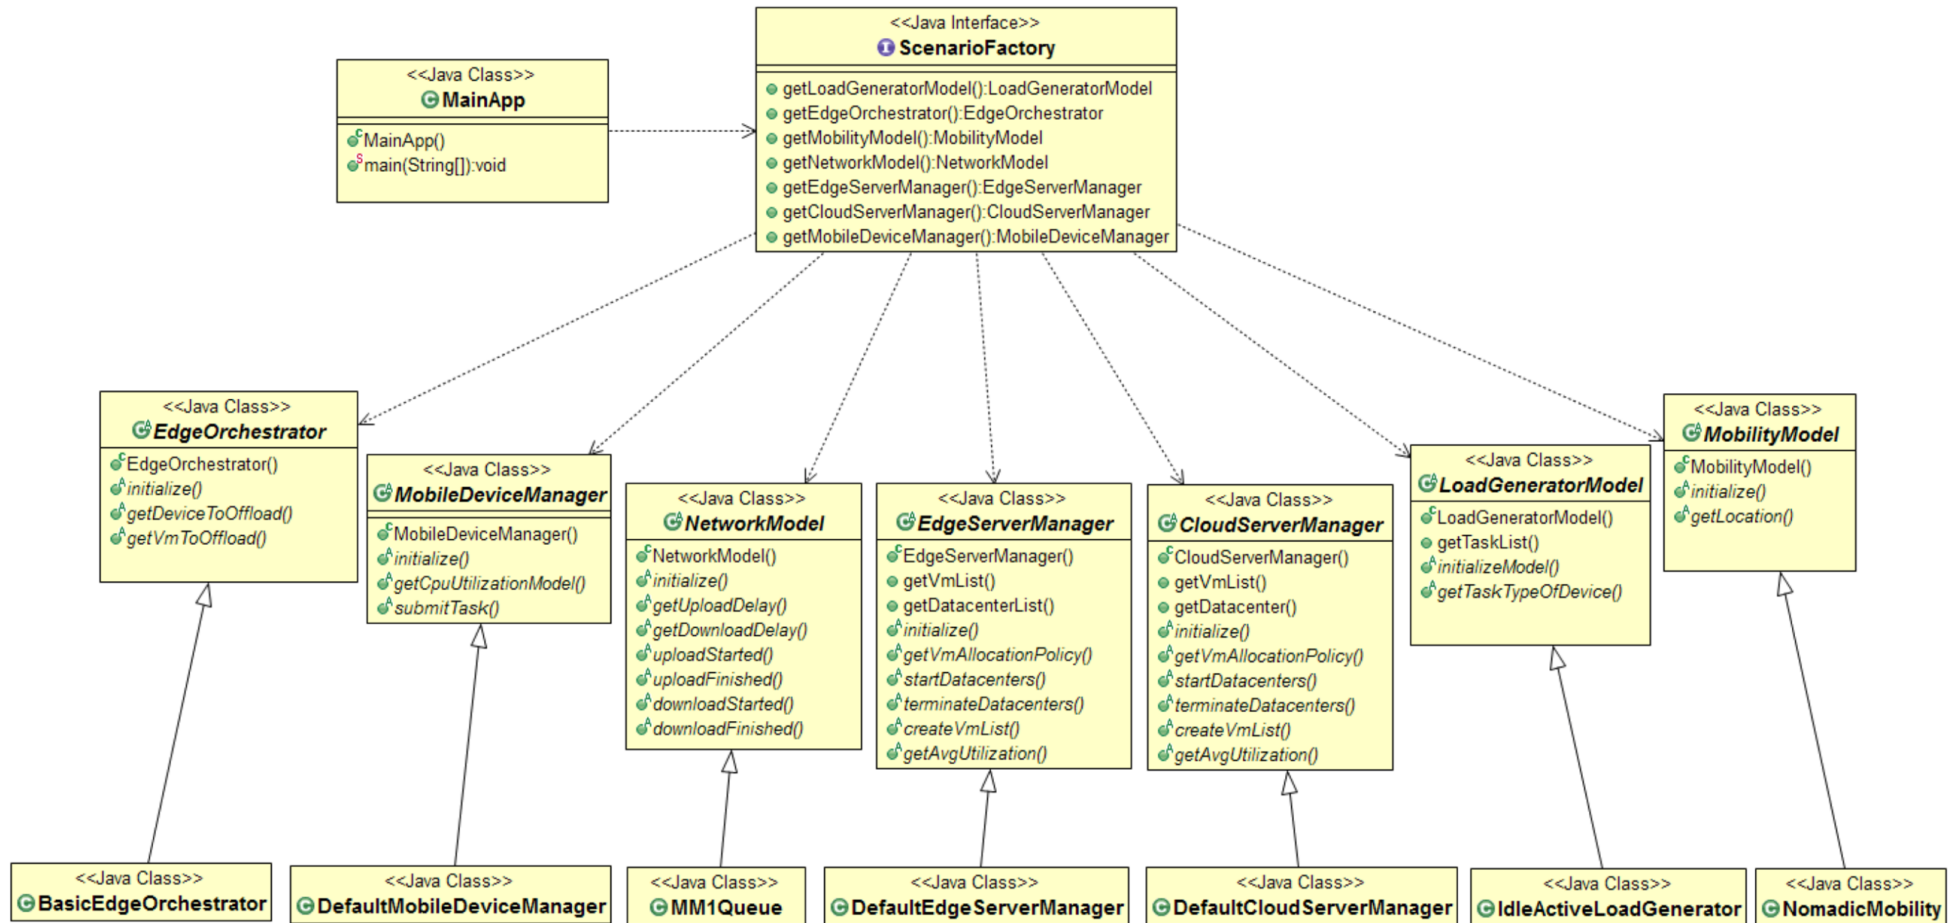 <<Java Interface>>
ScenarioFactory
getLoadGeneratorModel():LoadGeneratorModel
getEdgeOrchestrator():EdgeOrchestrator
getMobilityModel():MobilityModel
getNetworkModel():NetworkModel
getEdgeServerManager():EdgeServerManager
getCloudServerManager():CloudServerManager
getMobileDeviceManager():MobileDeviceManager
<<Java Class>>
MainApp
MainApp()
main(String[]):void
<<Java Class>>
EdgeOrchestrator
EdgeOrchestrator()
initialize()
getDeviceToOffload()
getVmToOffload()
<<Java Class>>
MobileDeviceManager
MobileDeviceManager()
initialize()
getCpuUtilizationModel()
submitTask()
<<Java Class>>
NetworkModel
NetworkModel()
initialize()
getUploadDelay()
getDownloadDelay()
uploadStarted()
uploadFinished()
downloadStarted()
downloadFinished()
<<Java Class>>
EdgeServerManager
EdgeServerManager()
getVmList()
getDatacenterList()
initialize()
getVmAllocationPolicy()
startDatacenters()
terminateDatacenters()
createVmList()
getAvgUtilization()
<<Java Class>>
CloudServerManager
CloudServerManager()
getVmList()
getDatacenter()
initialize()
getVmAllocationPolicy()
startDatacenters()
terminateDatacenters()
createVmList()
getAvgUtilization()
<<Java Class>>
LoadGeneratorModel
LoadGeneratorModel()
getTaskList()
initializeModel()
getTaskTypeOfDevice()
<<Java Class>>
MobilityModel
MobilityModel()
initialize()
getLocation()
<<Java Class>>
BasicEdgeOrchestrator
<<Java Class>>
DefaultMobileDeviceManager
<<Java Class>>
MM1Queue
<<Java Class>>
DefaultEdgeServerManager
<<Java Class>>
DefaultCloudServerManager
<<Java Class>>
IdleActiveLoadGenerator
<<Java Class>>
NomadicMobility